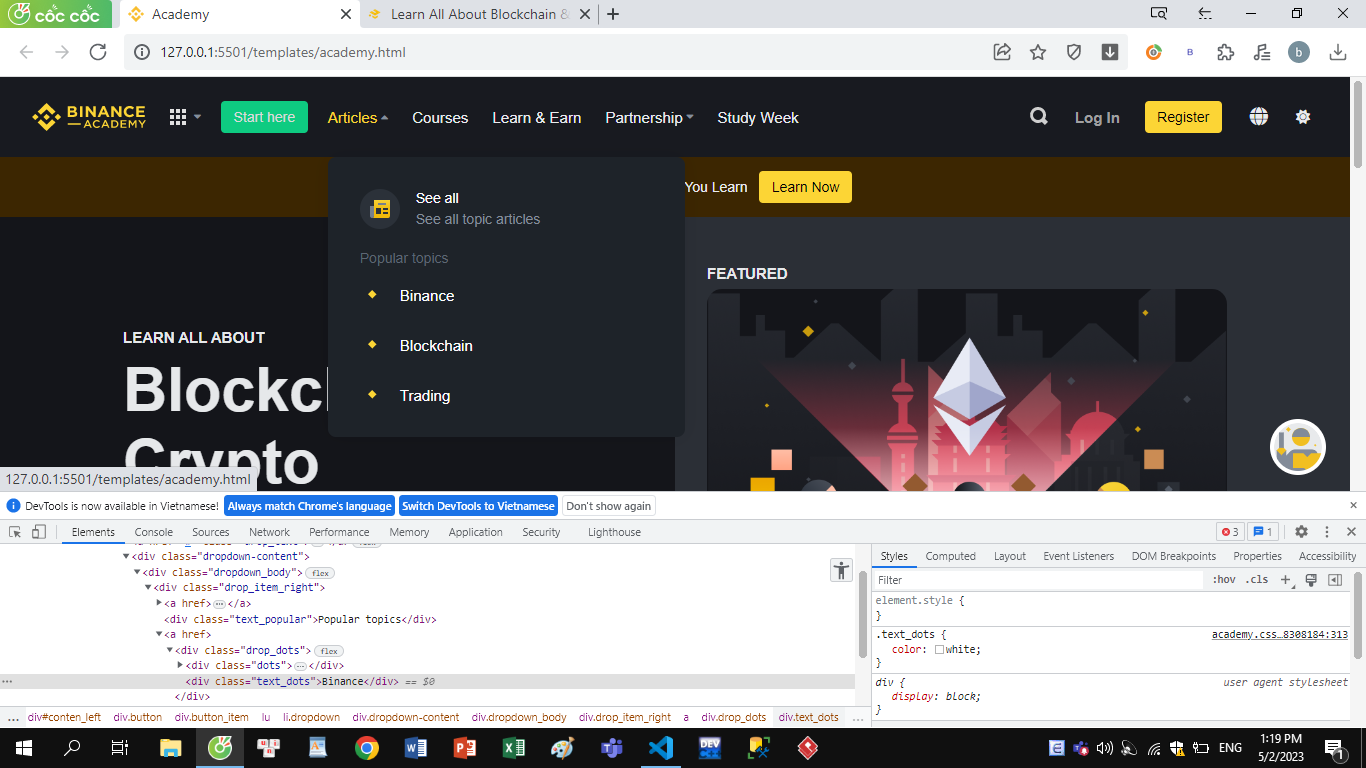 cốc cốc
Academy
Learn All About Blockchain &
127.0.0.1:5501/templates/academy.html
B
b
BINANCE
ACADEMY
Start here
Articles
Courses
Learn & Earn
Partnership
Study Week
Log In
Register
You Learn
Learn Now
See all
See all topic articles
Popular topics
Binance
Blockchain
Trading
LEARN ALL ABOUT
Blockc
Crypto
FEATURED
127.0.0.1:5501/templates/academy.html
DevTools is now available in Vietnamese!
Always match Chrome's language
Switch DevTools to Vietnamese
Don't show again
Elements
Console
Sources
Network
Performance
Memory
Application
Security
Lighthouse
3
1
<div class="dropdown-content">
<div class="dropdown_body"> flex
<div class="drop_item_right">
<a href>…</a>
<div class="text_popular">Popular topics</div>
<a href>
<div class="drop_dots"> flex
<div class="dots">…</div>
<div class="text_dots">Binance</div> == $0
</div>
… div#conten_left div.button div.button_item lu li.dropdown div.dropdown-content div.dropdown_body div.drop_item_right a div.drop_dots div.text_dots …
Styles
Computed
Layout
Event Listeners
DOM Breakpoints
Properties
Accessibility
Filter
:hov .cls +
element.style {
}
.text_dots { academy.css…8308184:313
color: white;
}
div { user agent stylesheet
display: block;
}
DEV
ENG
1:19 PM
5/2/2023
1